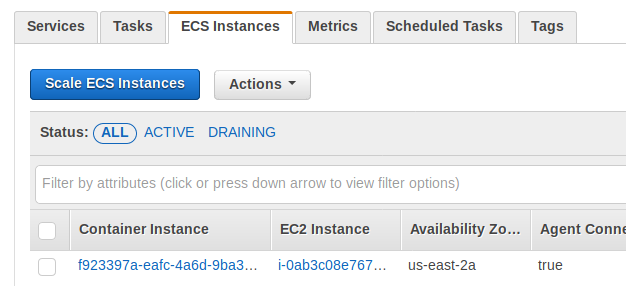 Services Tasks ECS Instances Metrics Scheduled Tasks Tags
Scale ECS Instances Actions
Status: ALL ACTIVE DRAINING
Filter by attributes (click or press down arrow to view filter options)
Container Instance EC2 Instance Availability Zo... Agent Conne
f923397a-eafc-4a6d-9ba3... i-0ab3c08e767... us-east-2a true